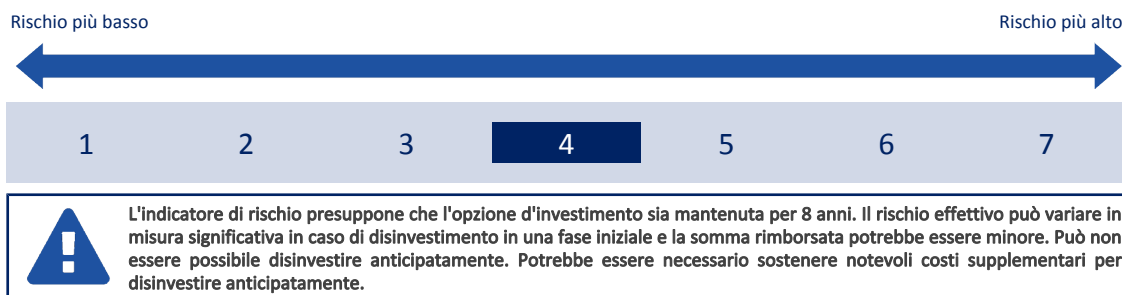 Rischio più basso Rischio più alto
1 2 3 4 5 6 7
L'indicatore di rischio presuppone che l'opzione d'investimento sia mantenuta per 8 anni. Il rischio effettivo può variare in
misura significativa in caso di disinvestimento in una fase iniziale e la somma rimborsata potrebbe essere minore. Può non
essere possibile disinvestire anticipatamente. Potrebbe essere necessario sostenere notevoli costi supplementari per
disinvestire anticipatamente.